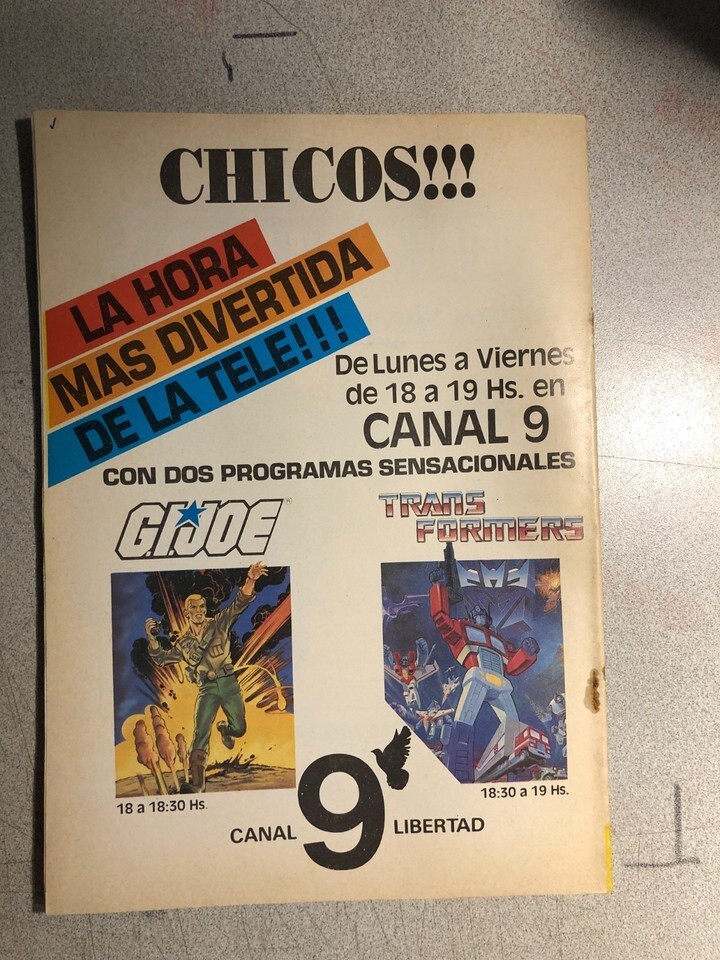 CHICOS!!!
LA HORA
MAS DIVERTIDA
DE LA TELE!!!
De Lunes a Viernes
de 18 a 19 Hs. en
CANAL 9
CON DOS PROGRAMAS SENSACIONALES
G.I.JOE®
TRANS
FORMERS
18 a 18:30 Hs.
18:30 a 19 Hs.
CANAL 9 LIBERTAD